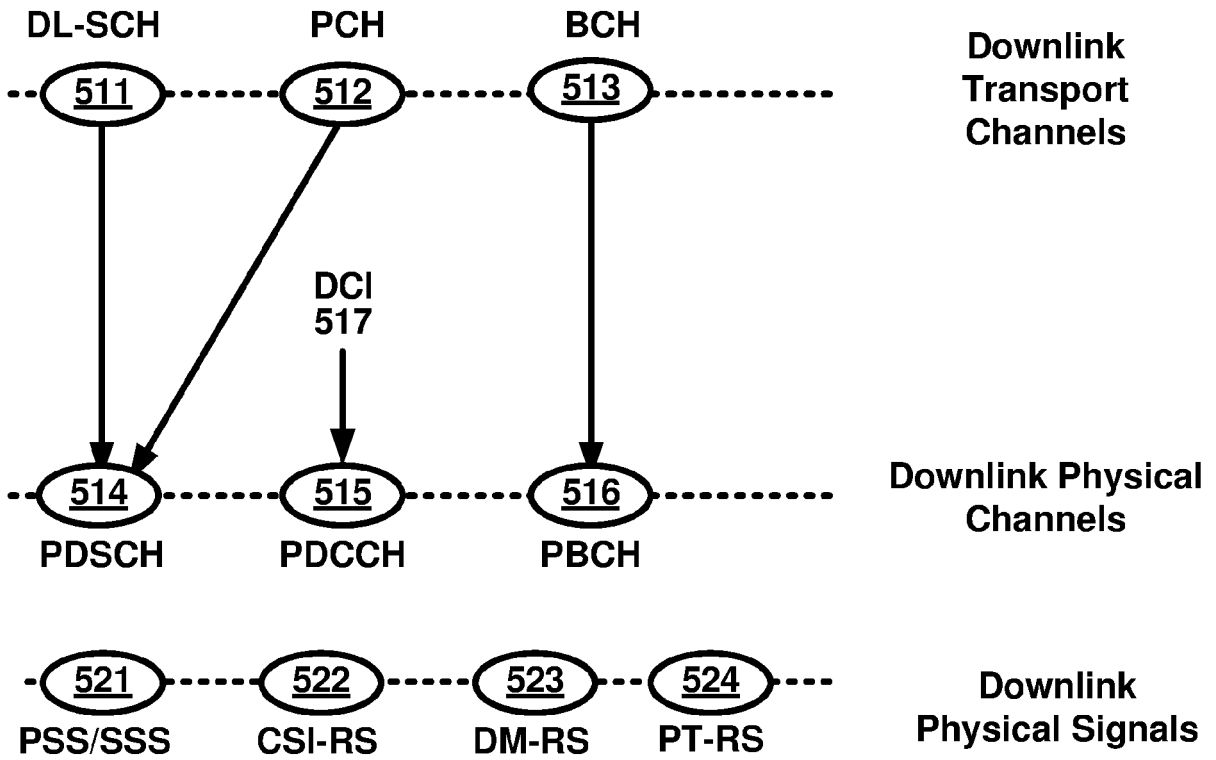 DL-SCH PCH BCH
511 512 513
Downlink
Transport
Channels
DCI
517
514 515 516
PDSCH PDCCH PBCH
Downlink Physical
Channels
521 522 523 524
PSS/SSS CSI-RS DM-RS PT-RS
Downlink
Physical Signals